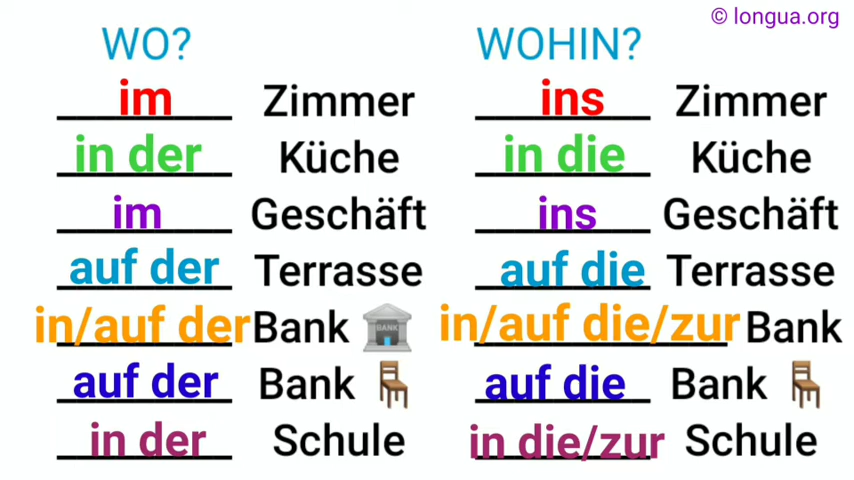 © longua.org
WO? WOHIN?
im Zimmer ins Zimmer
in der Küche in die Küche
im Geschäft ins Geschäft
auf der Terrasse auf die Terrasse
in/auf der Bank BANK in/auf die/zur Bank
auf der Bank auf die Bank
in der Schule in die/zur Schule